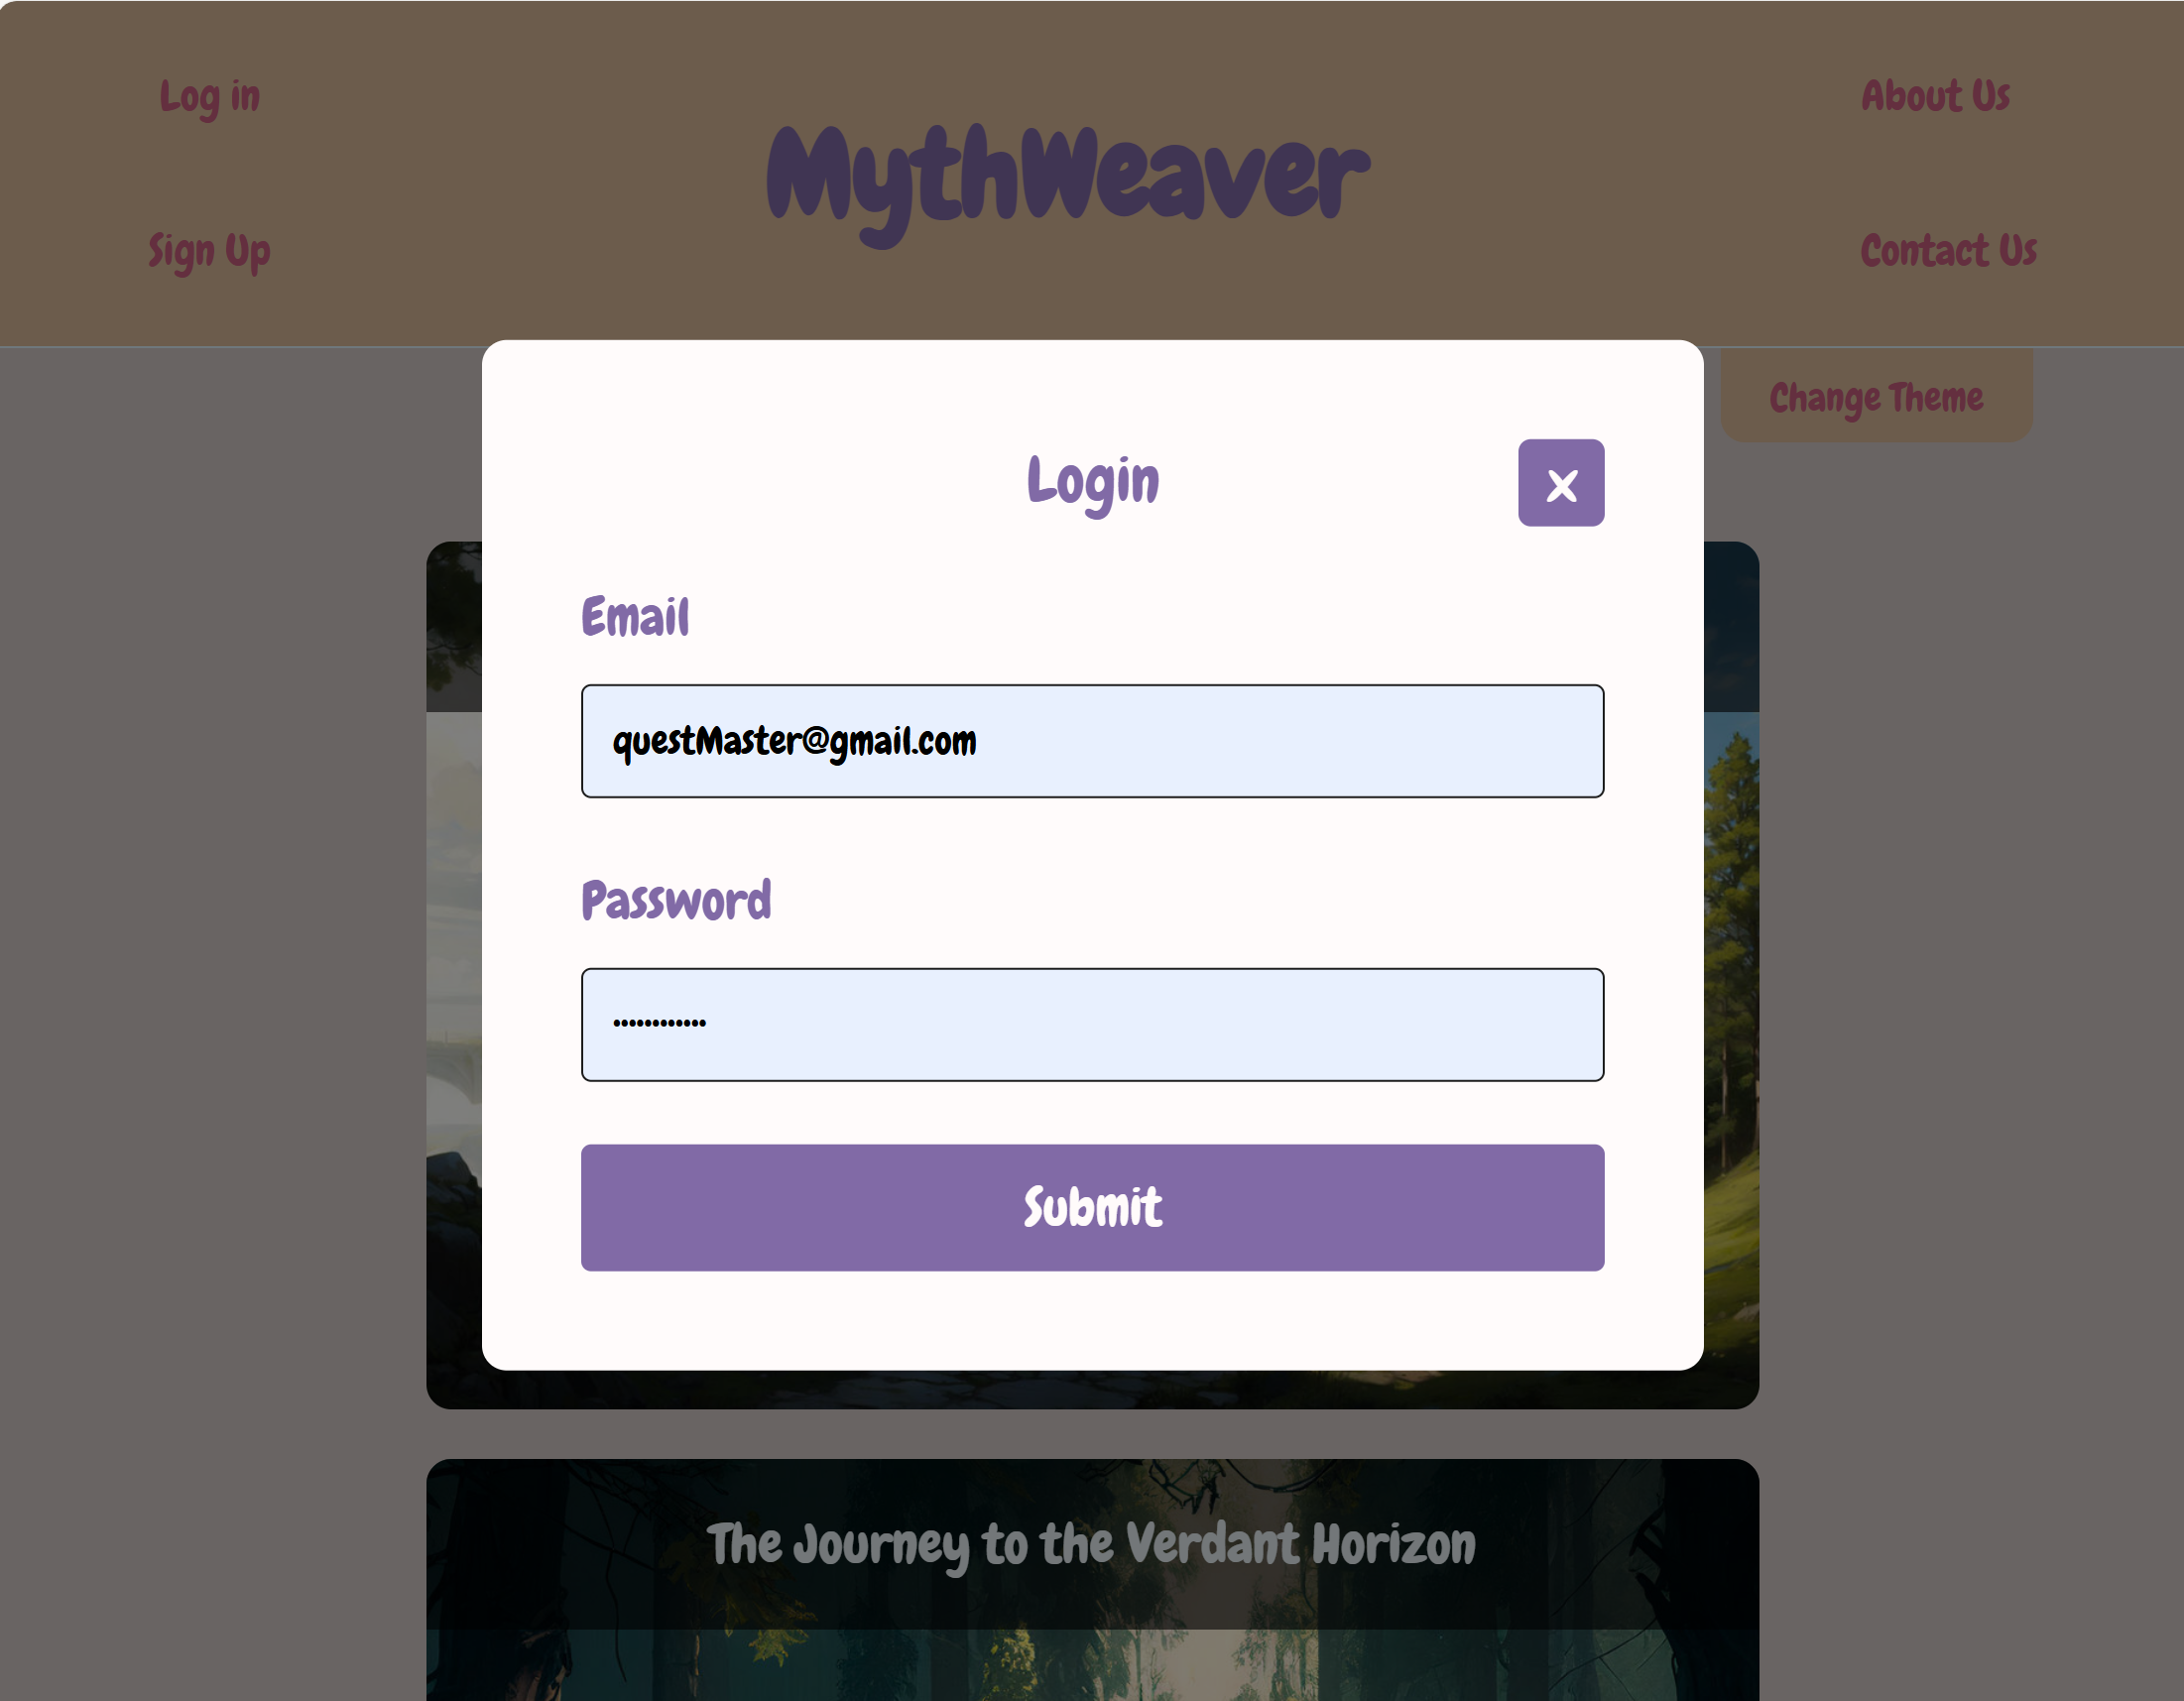 Log in
About Us
MythWeaver
Sign Up
Contact Us
Change Theme
Login
X
Email
questMaster@gmail.com
Password
••••••••••••
Submit
The Journey to the Verdant Horizon